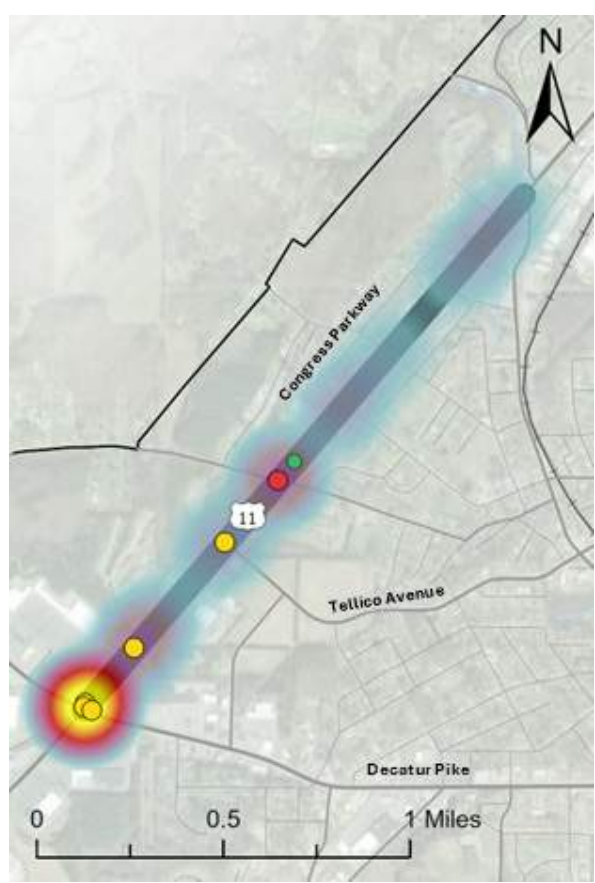 N
Congress Parkway
11
Tellico Avenue
Decatur Pike
0 0.5 1 Miles